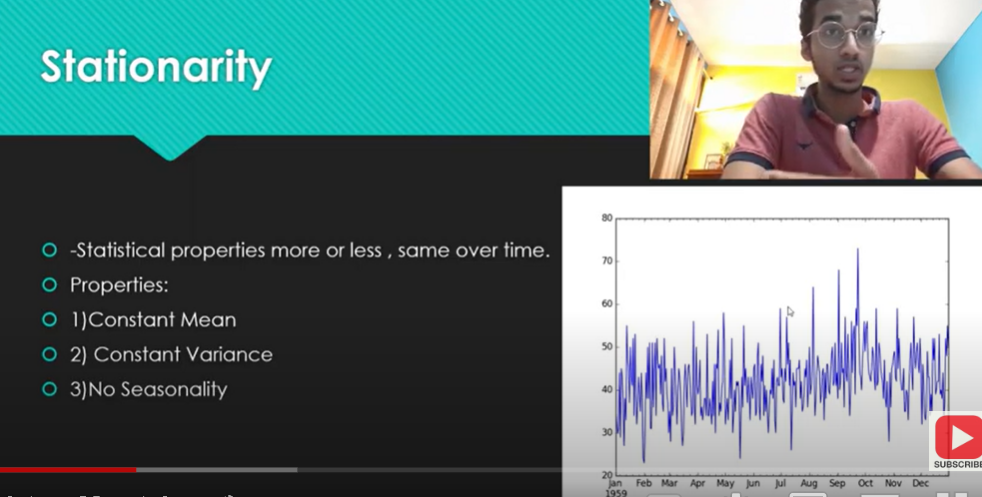 Stationarity
-Statistical properties more or less , same over time.
Properties:
1)Constant Mean
2) Constant Variance
3)No Seasonality
80
70
60
50
40
30
20
Jan Feb Mar Apr May Jun Jul Aug Sep Oct Nov Dec
1959
SUBSCRIBE